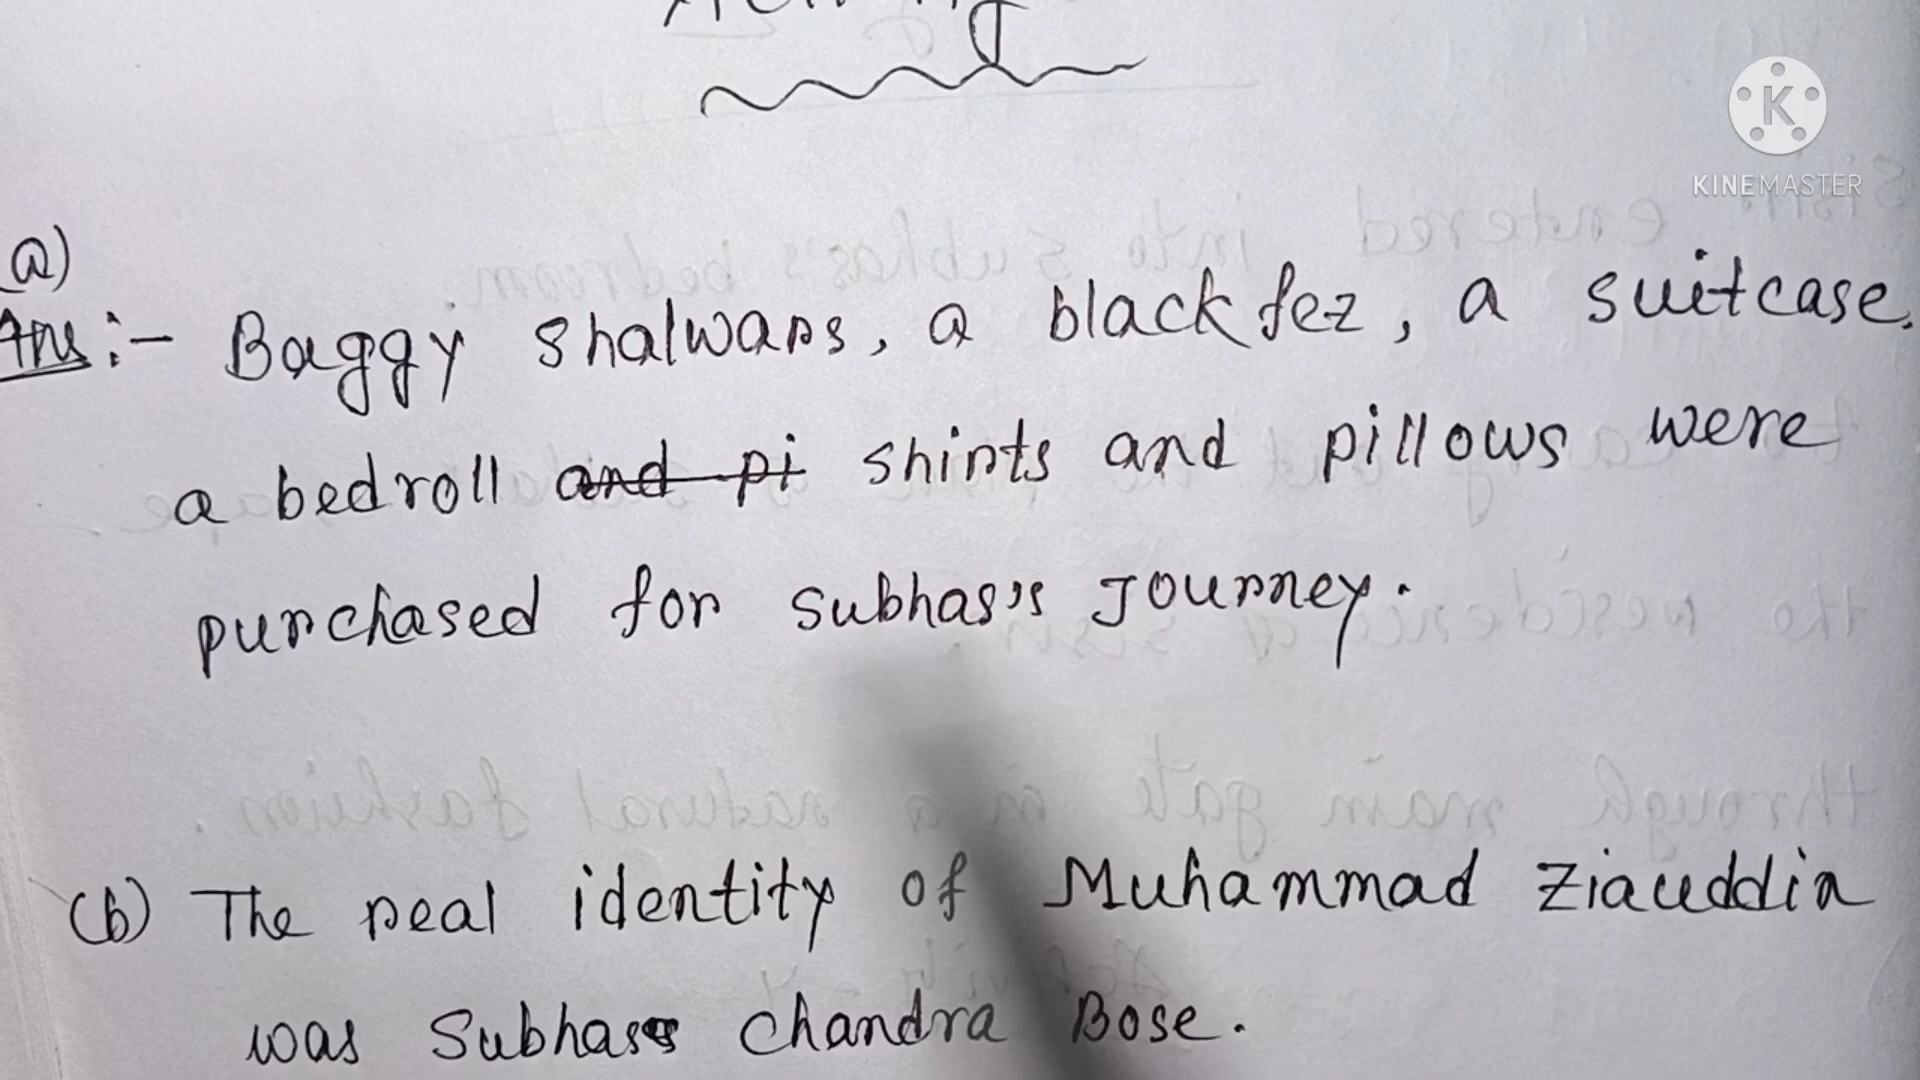 KINEMASTER
a)
Ans:- Baggy shalwars, a black fez, a suitcase,
a bedroll and pi shirts and pillows were
purchased for subhas's Journey.
(b) The real identity of Muhammad Ziauddin
was Subhas Chandra Bose.